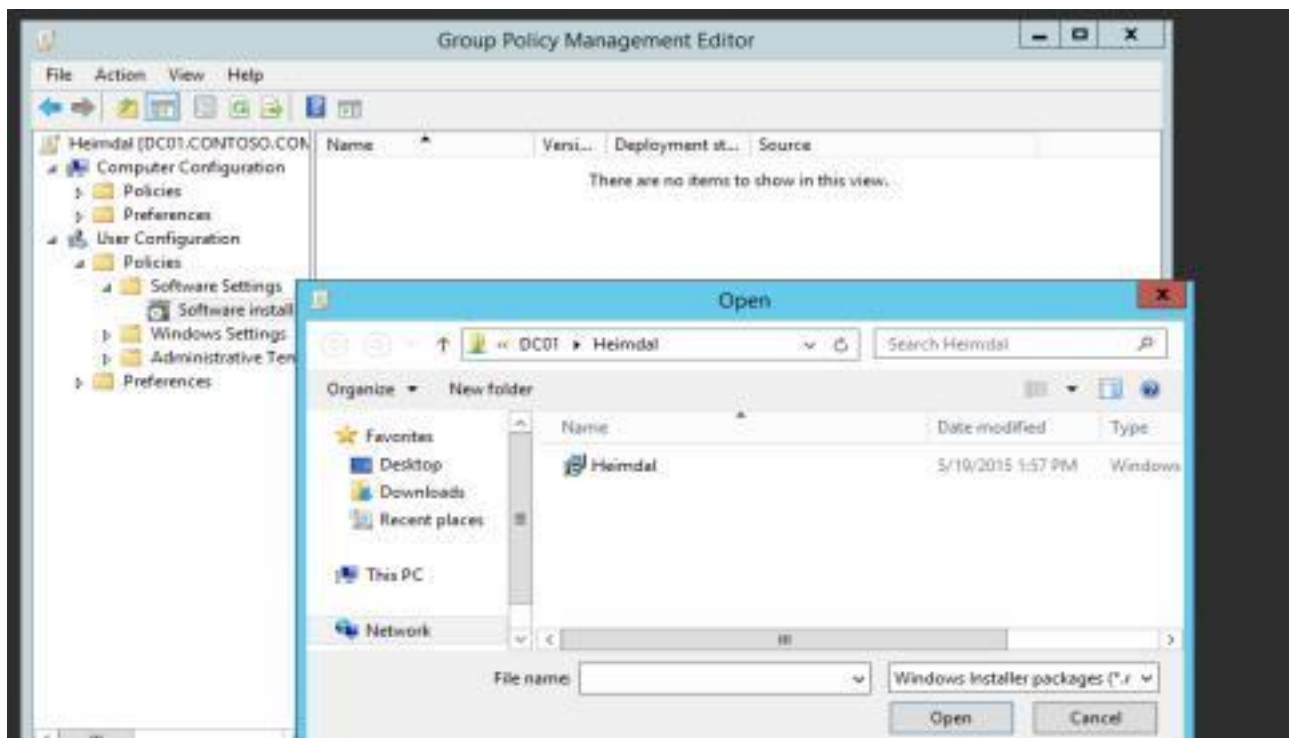 Group Policy Management Editor
File Action View Help
Heimdal [DC01.CONTOSO.CON
Name Versi... Deployment st... Source
Computer Configuration
There are no items to show in this view.
Policies
Preferences
User Configuration
Policies
Software Settings
Software install
Windows Settings
Administrative Ten
Preferences
Open
« DC01 Heimdal
Search Heimdal
Organize New folder
Name Date modified Type
Favorites
Heimdal 5/19/2015 1:57 PM Windows
Desktop
Downloads
Recent places
This PC
Network
File name:
Windows Installer packages (*.r
Open Cancel